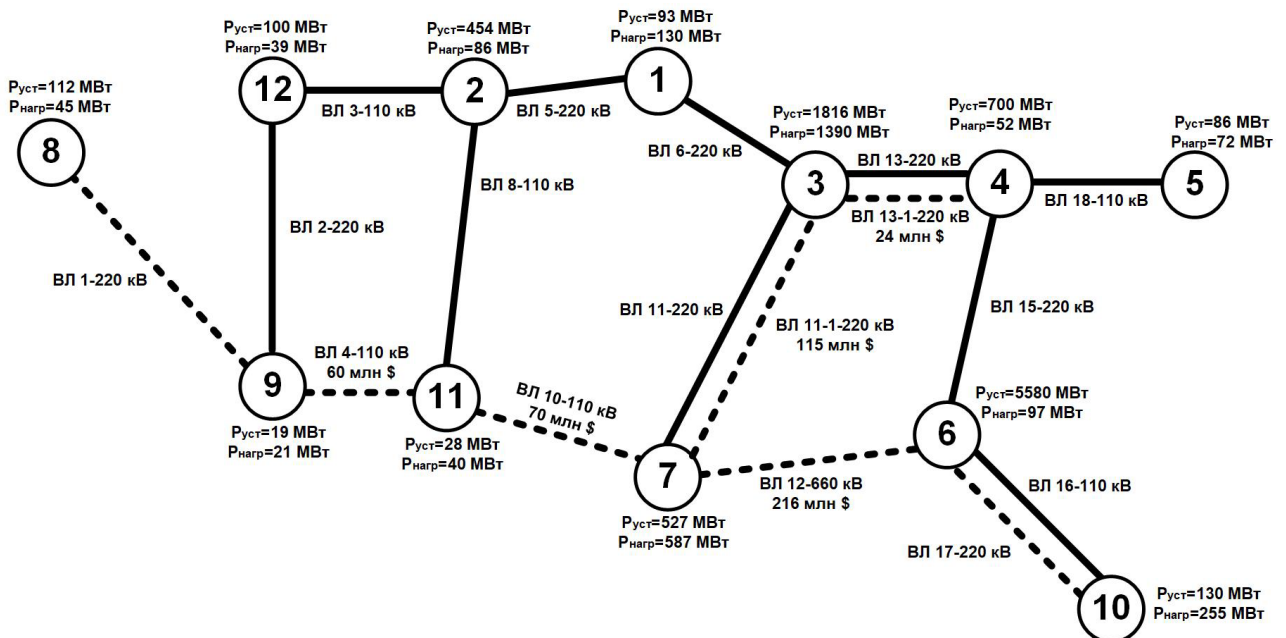 Pуст=112 МВт
Pнагр=45 МВт
8
Pуст=100 МВт
Pнагр=39 МВт
12
ВЛ 3-110 кВ
Pуст=454 МВт
Pнагр=86 МВт
2
ВЛ 5-220 кВ
Pуст=93 МВт
Pнагр=130 МВт
1
ВЛ 6-220 кВ
Pуст=1816 МВт
Pнагр=1390 МВт
3
ВЛ 13-220 кВ
ВЛ 13-1-220 кВ
24 млн $
Pуст=700 МВт
Pнагр=52 МВт
4
ВЛ 18-110 кВ
Pуст=86 МВт
Pнагр=72 МВт
5
ВЛ 1-220 кВ
ВЛ 2-220 кВ
ВЛ 8-110 кВ
ВЛ 11-220 кВ
ВЛ 11-1-220 кВ
115 млн $
ВЛ 15-220 кВ
9
Pуст=19 МВт
Pнагр=21 МВт
ВЛ 4-110 кВ
60 млн $
11
Pуст=28 МВт
Pнагр=40 МВт
ВЛ 10-110 кВ
70 млн $
7
Pуст=527 МВт
Pнагр=587 МВт
ВЛ 12-660 кВ
216 млн $
6
Pуст=5580 МВт
Pнагр=97 МВт
ВЛ 16-110 кВ
ВЛ 17-220 кВ
10
Pуст=130 МВт
Pнагр=255 МВт